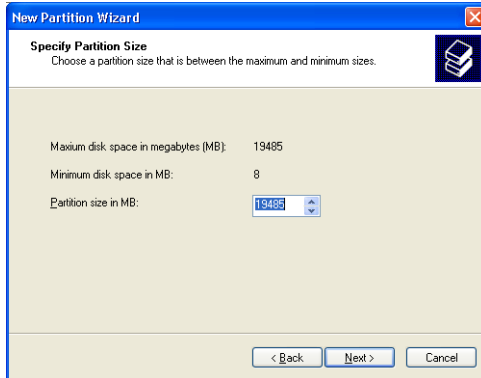 New Partition Wizard
Specify Partition Size
Choose a partition size that is between the maximum and minimum sizes.
Maxium disk space in megabytes (MB): 19485
Minimum disk space in MB: 8
Partition size in MB: 19485
< Back Next > Cancel